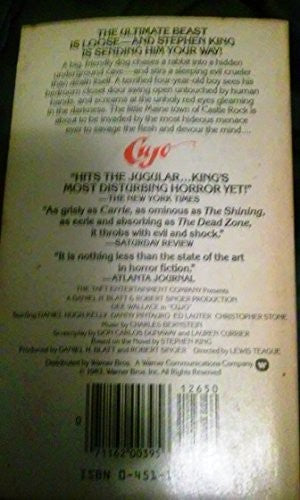 THE ULTIMATE BEAST
IS LOOSE—AND STEPHEN KING
IS SENDING HIM YOUR WAY!
A big, friendly dog chases a rabbit into a hidden
underground cave—and stirs a sleeping evil crueler
than death itself. A terrified four-year-old boy sees his
bedroom closet door swing open untouched by human
hands, and screams at the unholy red eyes gleaming
in the darkness. The little Maine town of Castle Rock
is about to be invaded by the most hideous menace
ever to savage the flesh and devour the mind....
Cujo
"HITS THE JUGULAR...KING'S
MOST DISTURBING HORROR YET!"
—THE NEW YORK TIMES
"As grisly as Carrie, as ominous as The Shining,
as eerie and absorbing as The Dead Zone,
it throbs with evil and shock."
—SATURDAY REVIEW
"It is nothing less than the state of the art
in horror fiction."
—ATLANTA JOURNAL
THE TAFT ENTERTAINMENT COMPANY Presents
A DANIEL H. BLATT & ROBERT SINGER PRODUCTION
DEE WALLACE in "CUJO"
Starring DANIEL HUGH-KELLY DANNY PINTAURO ED LAUTER CHRISTOPHER STONE
Music by CHARLES BERNSTEIN
Screenplay by DON CARLOS DUNAWAY and LAUREN CURRIER
Based on the Novel by STEPHEN KING
Produced by DANIEL H. BLATT and ROBERT SINGER Directed by LEWIS TEAGUE
Distributed by Warner Bros. A Warner Communications Company
© 1983 Warner Bros. Inc. All Rights Reserved
12650
0
71162 00395
ISBN 0-451-